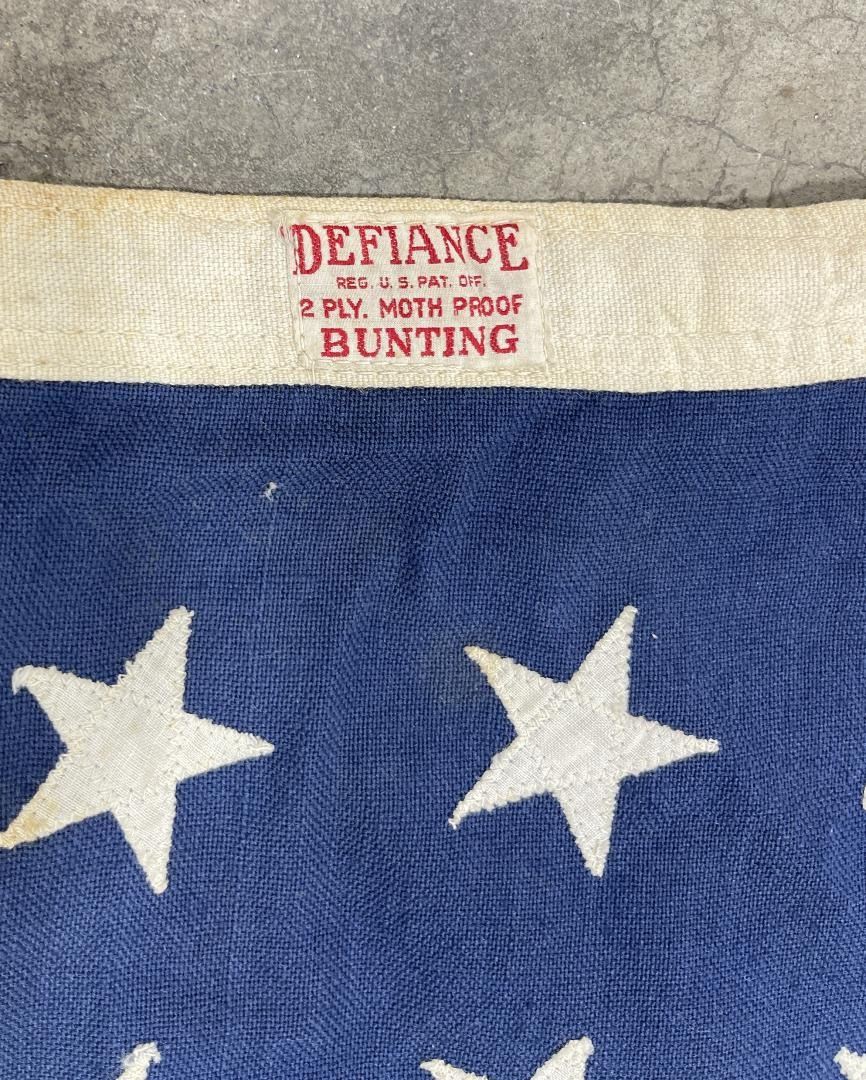 DEFIANCE
REG. U. S. PAT. OFF.
2 PLY. MOTH PROOF
BUNTING